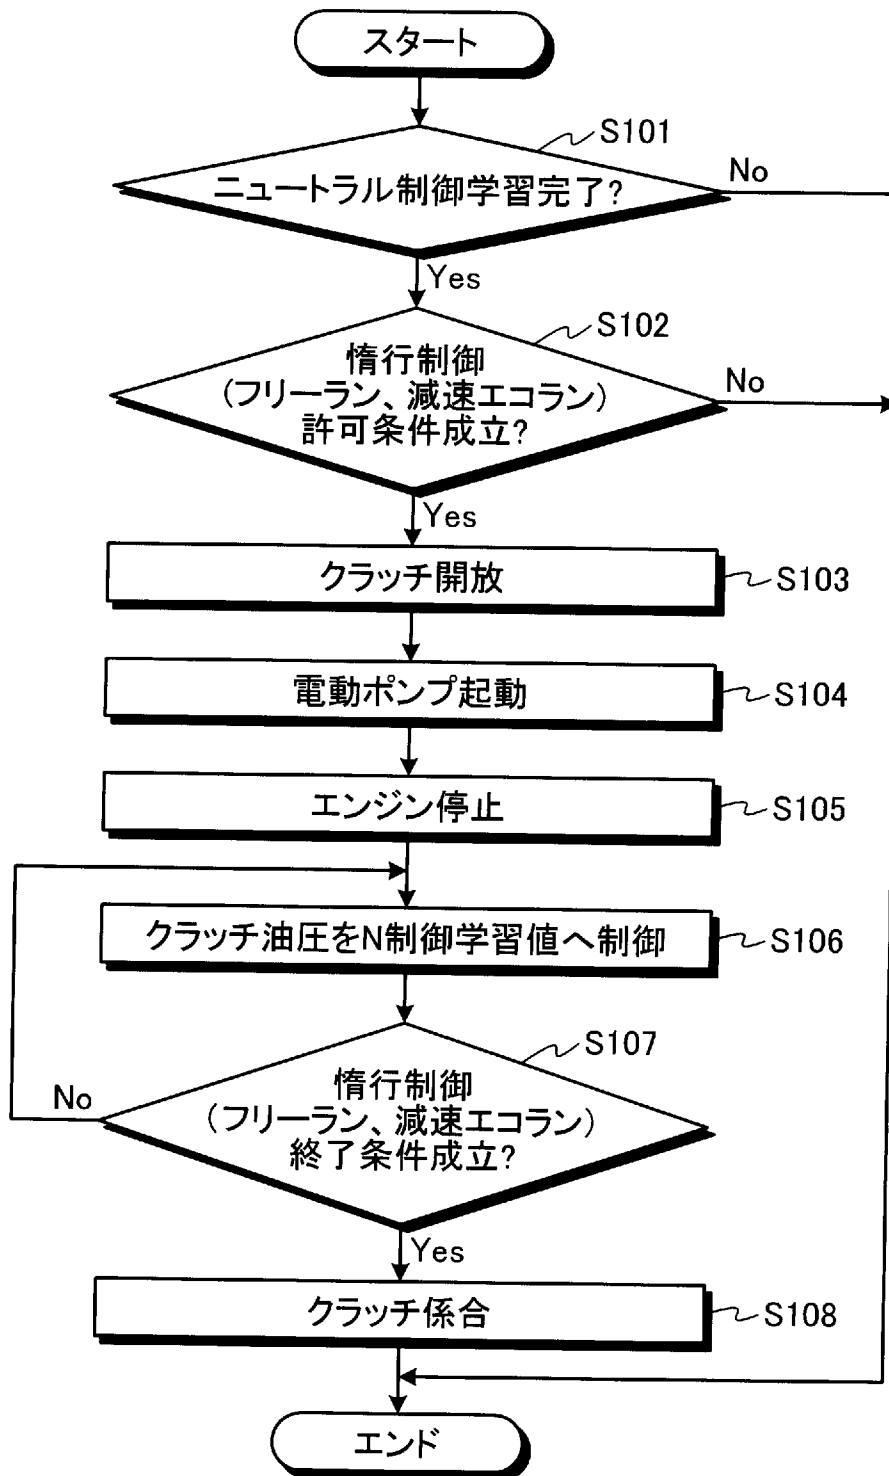 スタート
S101
ニュートラル制御学習完了?
No
Yes
S102
惰行制御
(フリーラン、減速エコラン)
許可条件成立?
No
Yes
クラッチ開放
S103
電動ポンプ起動
S104
エンジン停止
S105
クラッチ油圧をN制御学習値へ制御
S106
S107
惰行制御
(フリーラン、減速エコラン)
終了条件成立?
No
Yes
クラッチ係合
S108
エンド